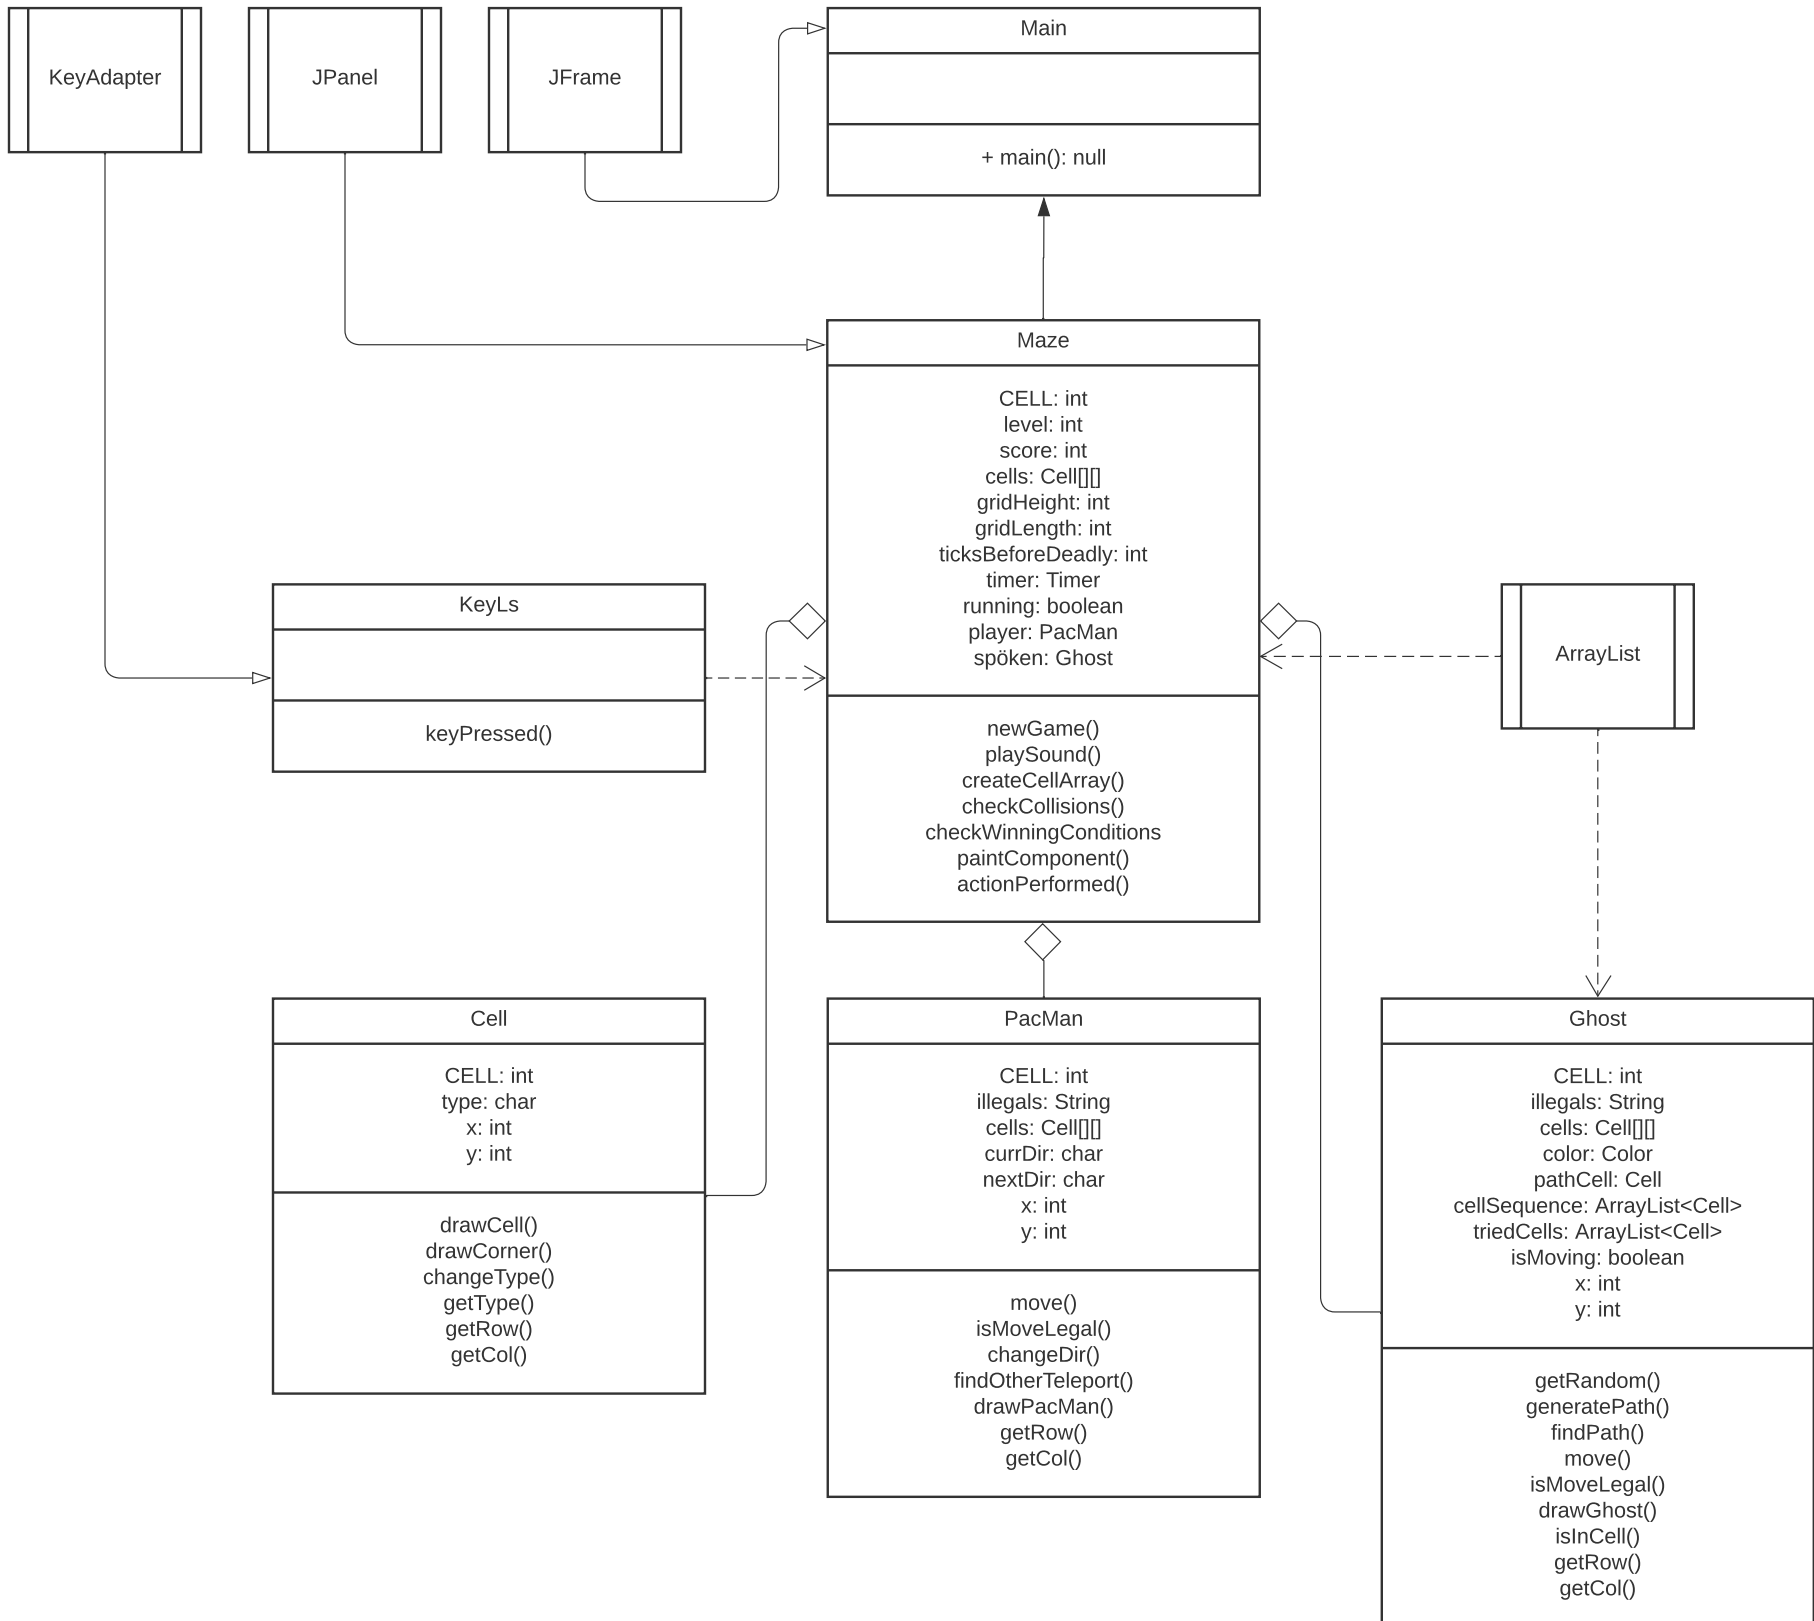 KeyAdapter
JPanel
JFrame
Main
+ main(): null
Maze
CELL: int
level: int
score: int
cells: Cell[][]
gridHeight: int
gridLength: int
ticksBeforeDeadly: int
timer: Timer
running: boolean
player: PacMan
spöken: Ghost
newGame()
playSound()
createCellArray()
checkCollisions()
checkWinningConditions
paintComponent()
actionPerformed()
KeyLs
keyPressed()
ArrayList
Cell
CELL: int
type: char
x: int
y: int
drawCell()
drawCorner()
changeType()
getType()
getRow()
getCol()
PacMan
CELL: int
illegals: String
cells: Cell[][]
currDir: char
nextDir: char
x: int
y: int
move()
isMoveLegal()
changeDir()
findOtherTeleport()
drawPacMan()
getRow()
getCol()
Ghost
CELL: int
illegals: String
cells: Cell[][]
color: Color
pathCell: Cell
cellSequence: ArrayList<Cell>
triedCells: ArrayList<Cell>
isMoving: boolean
x: int
y: int
getRandom()
generatePath()
findPath()
move()
isMoveLegal()
drawGhost()
isInCell()
getRow()
getCol()